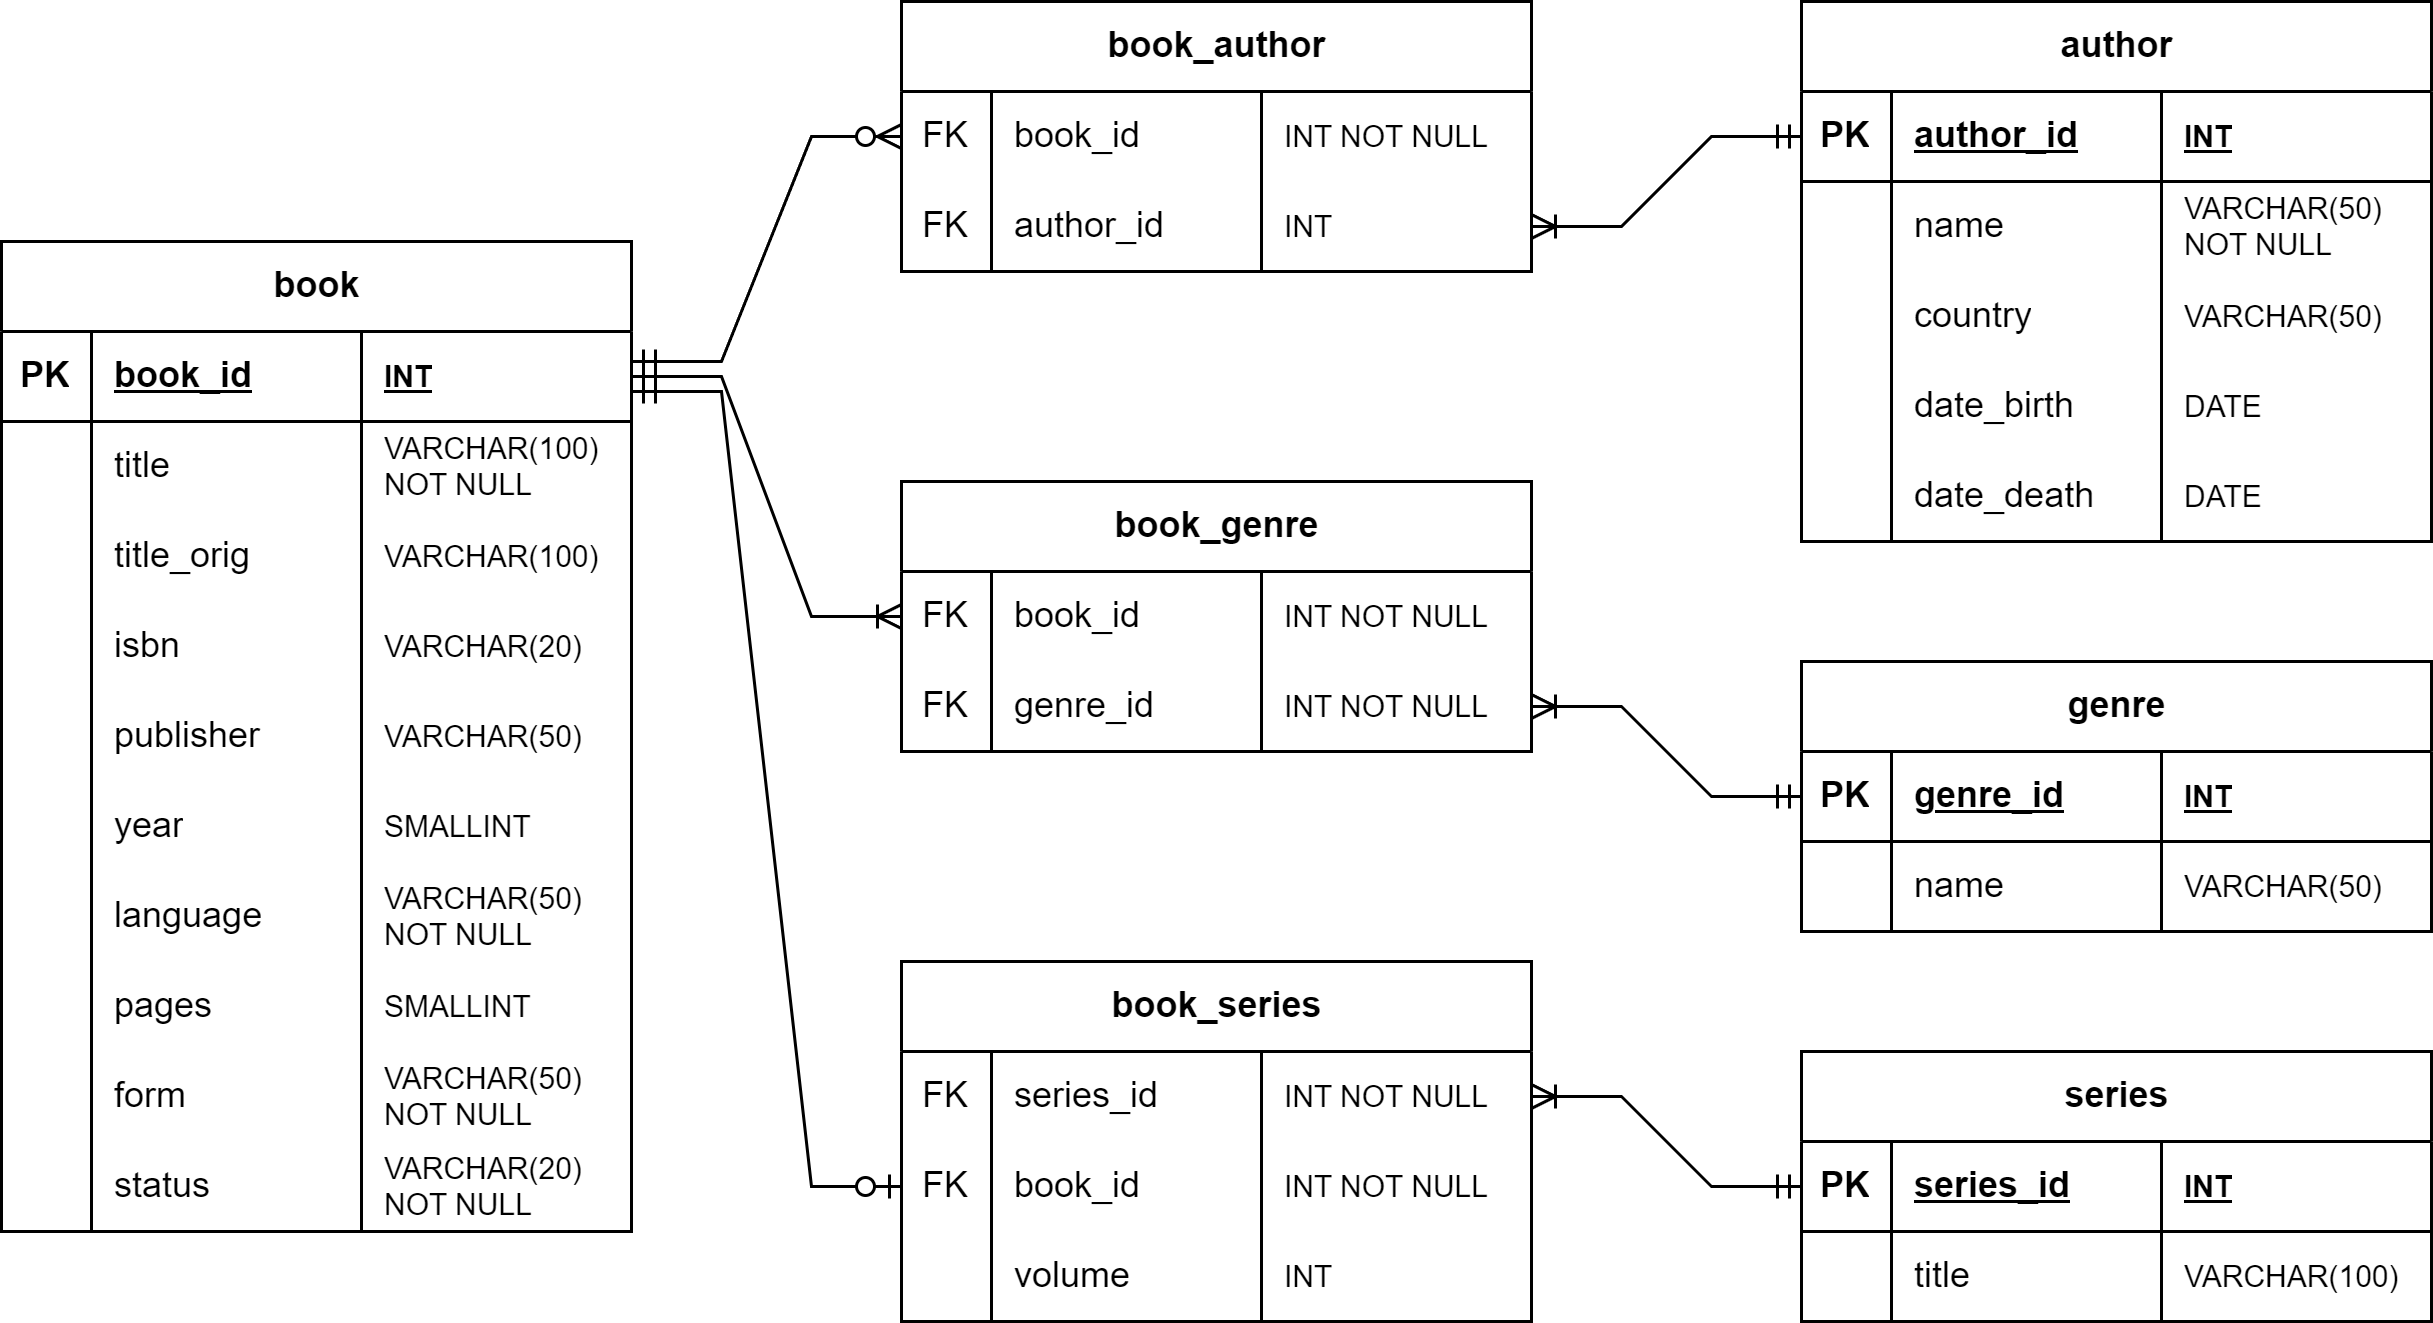 book
PK book_id INT
title VARCHAR(100)
NOT NULL
title_orig VARCHAR(100)
isbn VARCHAR(20)
publisher VARCHAR(50)
year SMALLINT
language VARCHAR(50)
NOT NULL
pages SMALLINT
form VARCHAR(50)
NOT NULL
status VARCHAR(20)
NOT NULL
book_author
FK book_id INT NOT NULL
FK author_id INT
book_genre
FK book_id INT NOT NULL
FK genre_id INT NOT NULL
book_series
FK series_id INT NOT NULL
FK book_id INT NOT NULL
volume INT
author
PK author_id INT
name VARCHAR(50)
NOT NULL
country VARCHAR(50)
date_birth DATE
date_death DATE
genre
PK genre_id INT
name VARCHAR(50)
series
PK series_id INT
title VARCHAR(100)